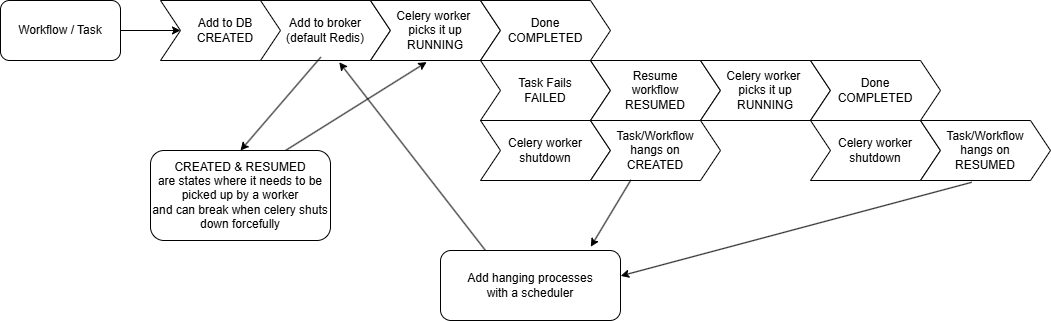 Workflow / Task
Add to DB
CREATED
Add to broker
(default Redis)
Celery worker
picks it up
RUNNING
Done
COMPLETED
Task Fails
FAILED
Resume
workflow
RESUMED
Celery worker
picks it up
RUNNING
Done
COMPLETED
Celery worker
shutdown
Task/Workflow
hangs on
CREATED
Celery worker
shutdown
Task/Workflow
hangs on
RESUMED
CREATED & RESUMED
are states where it needs to be
picked up by a worker
and can break when celery shuts
down forcefully
Add hanging processes
with a scheduler